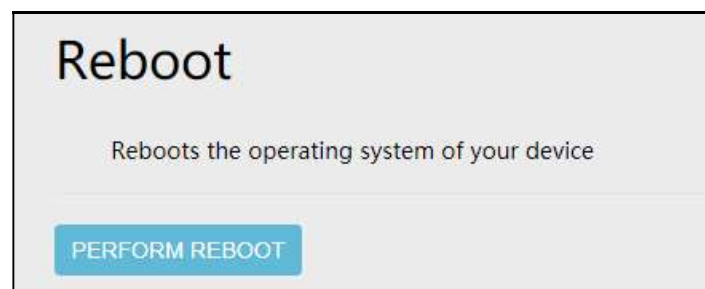 Reboot
Reboots the operating system of your device
PERFORM REBOOT